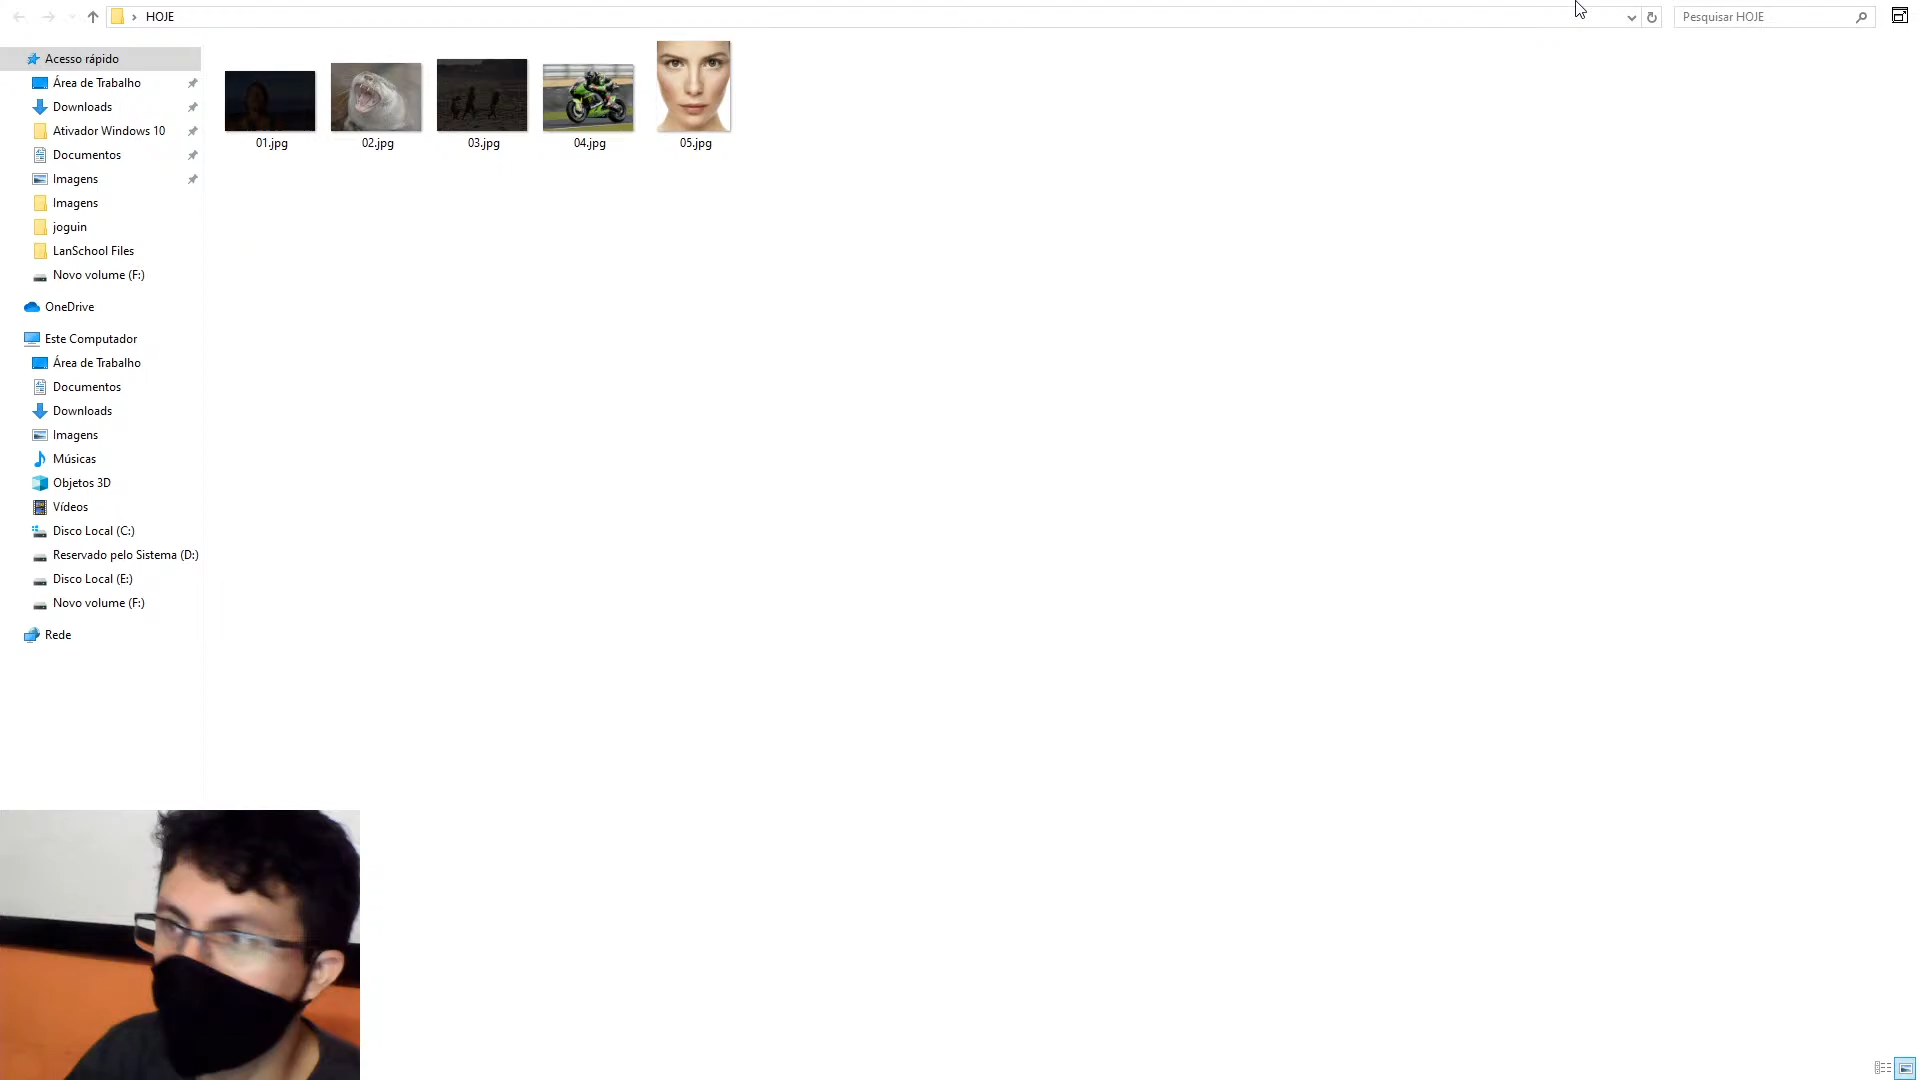 HOJE
Pesquisar HOJE
Acesso rápido
Área de Trabalho
Downloads
Ativador Windows 10
Documentos
Imagens
Imagens
joguin
LanSchool Files
Novo volume (F:)
OneDrive
Este Computador
Área de Trabalho
Documentos
Downloads
Imagens
Músicas
Objetos 3D
Vídeos
Disco Local (C:)
Reservado pelo Sistema (D:)
Disco Local (E:)
Novo volume (F:)
Rede
01.jpg
02.jpg
03.jpg
04.jpg
05.jpg